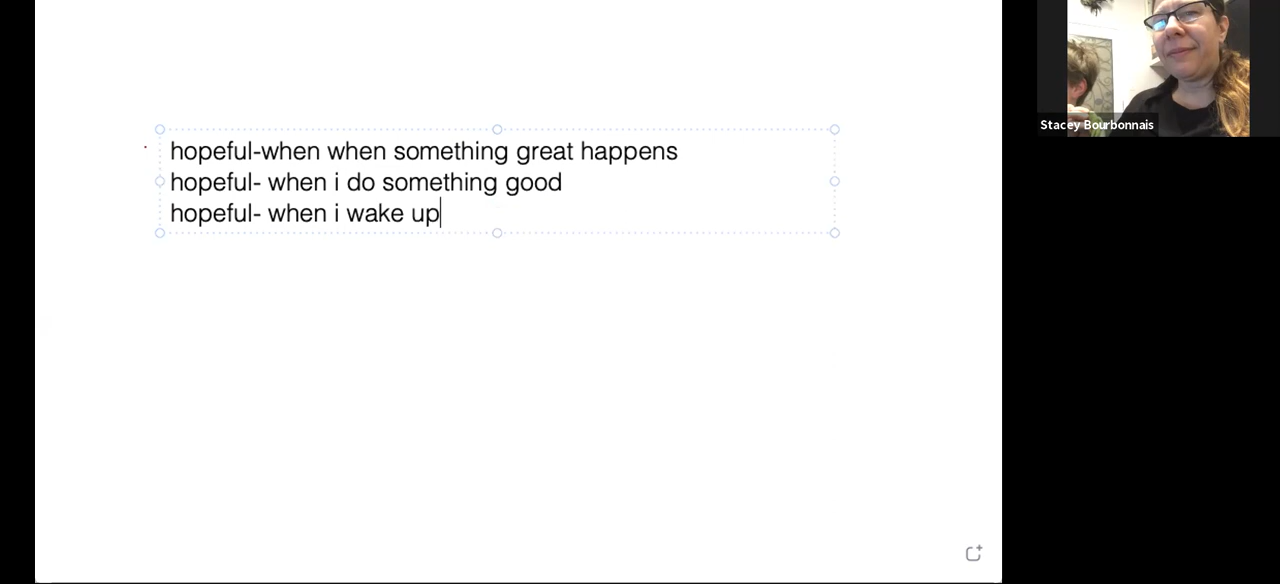 hopeful-when when something great happens
hopeful- when i do something good
hopeful- when i wake up
Stacey Bourbonnais